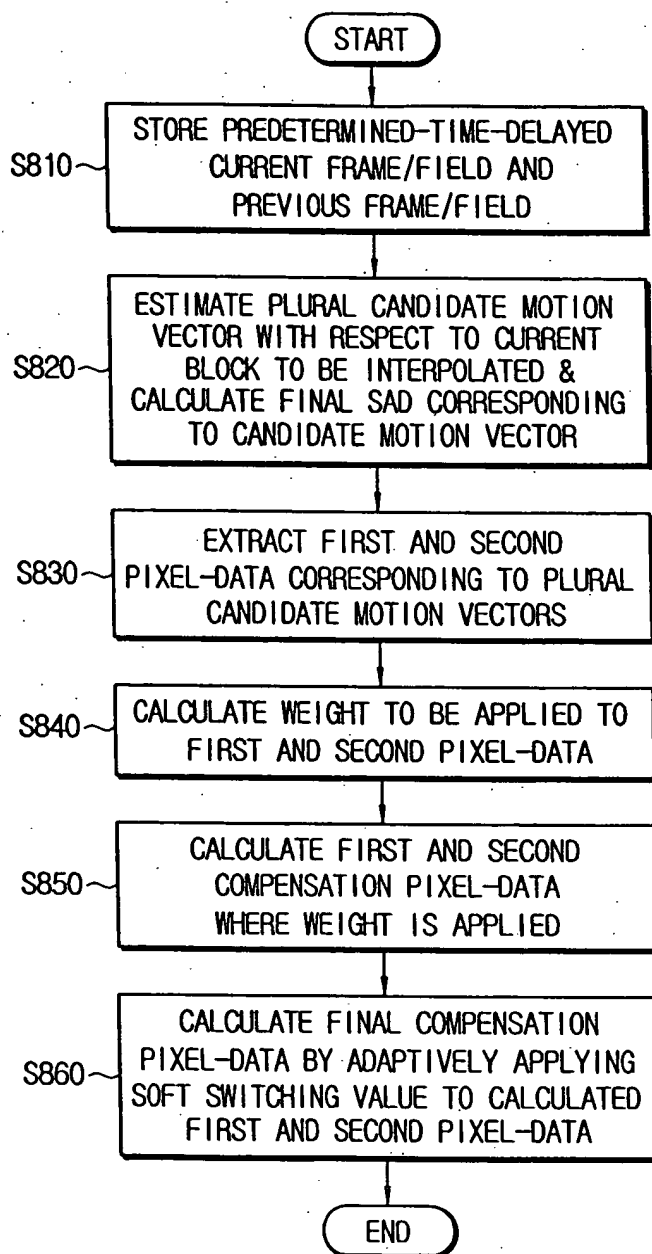 START
S810
STORE PREDETERMINED-TIME-DELAYED
CURRENT FRAME/FIELD AND
PREVIOUS FRAME/FIELD
S820
ESTIMATE PLURAL CANDIDATE MOTION
VECTOR WITH RESPECT TO CURRENT
BLOCK TO BE INTERPOLATED &
CALCULATE FINAL SAD CORRESPONDING
TO CANDIDATE MOTION VECTOR
S830
EXTRACT FIRST AND SECOND
PIXEL-DATA CORRESPONDING TO PLURAL
CANDIDATE MOTION VECTORS
S840
CALCULATE WEIGHT TO BE APPLIED TO
FIRST AND SECOND PIXEL-DATA
S850
CALCULATE FIRST AND SECOND
COMPENSATION PIXEL-DATA
WHERE WEIGHT IS APPLIED
S860
CALCULATE FINAL COMPENSATION
PIXEL-DATA BY ADAPTIVELY APPLYING
SOFT SWITCHING VALUE TO CALCULATED
FIRST AND SECOND PIXEL-DATA
END